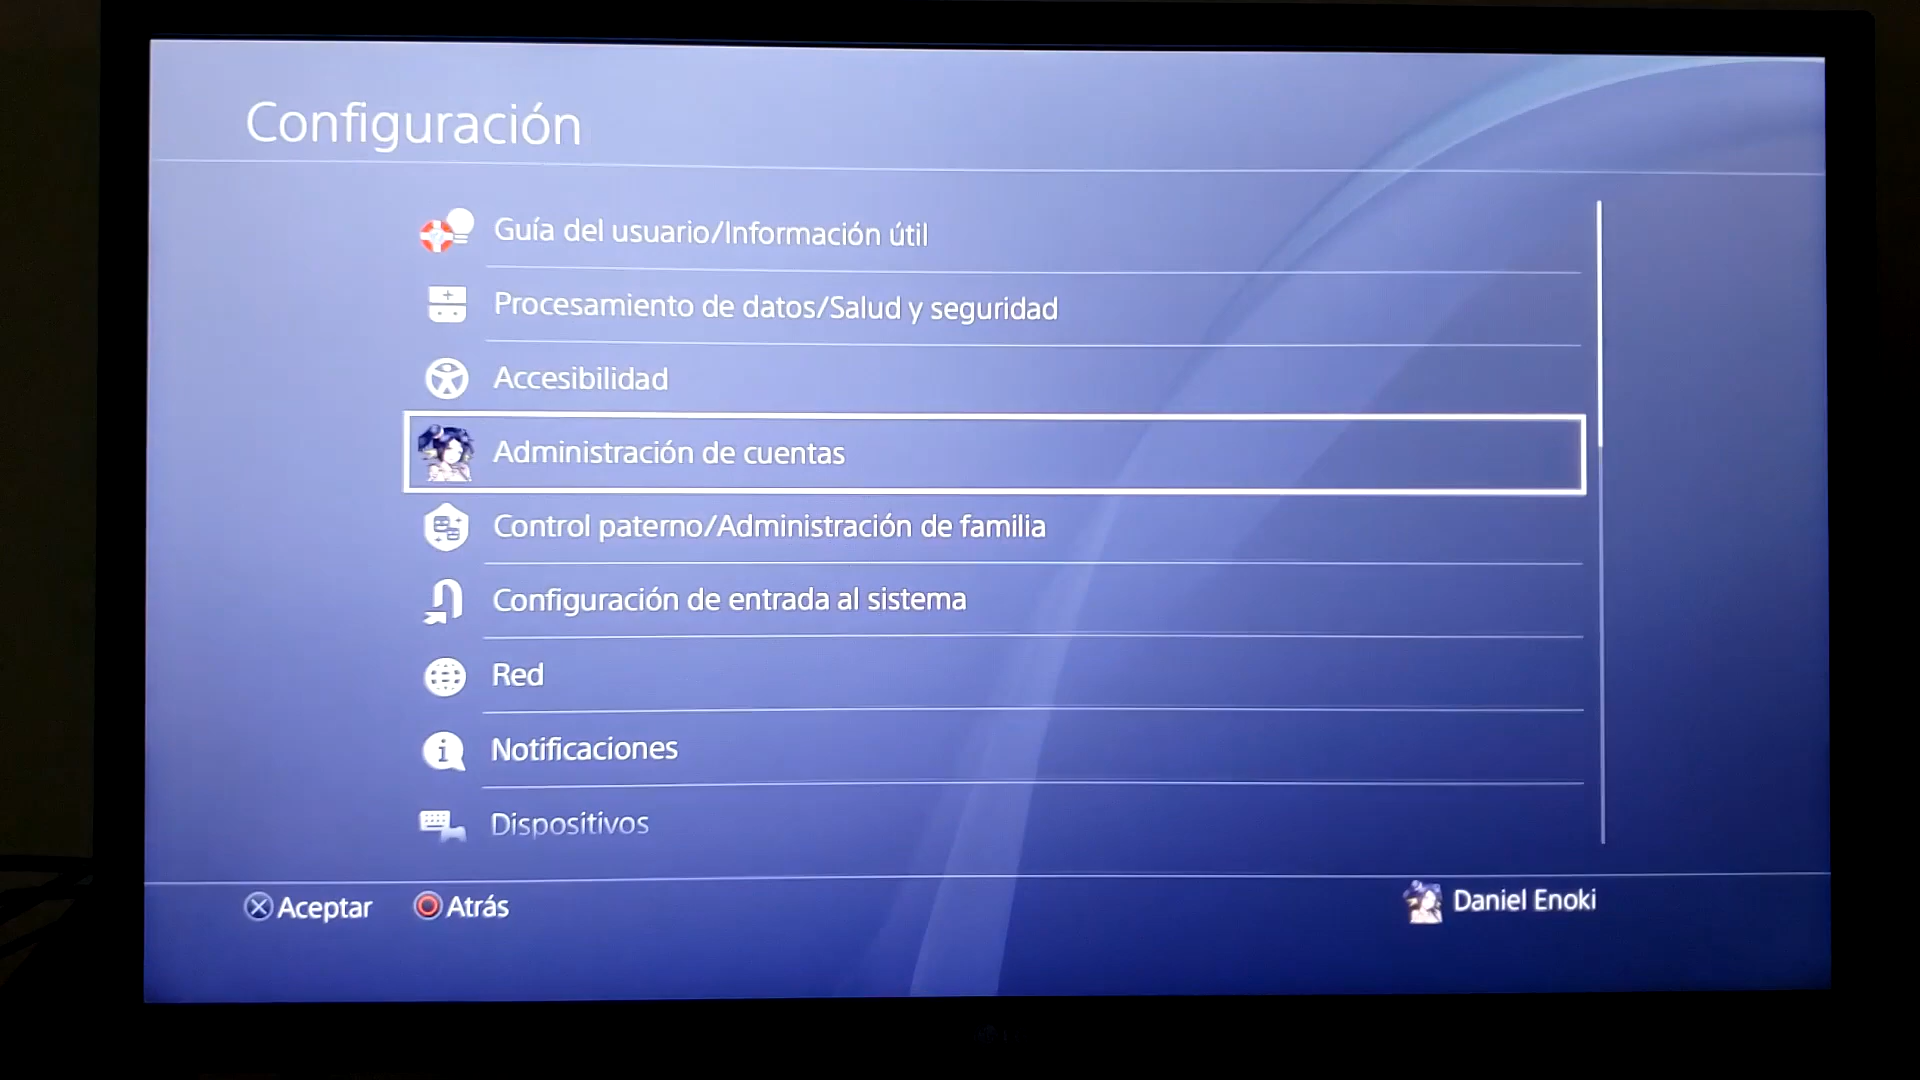 Configuración
Guía del usuario/Información útil
Procesamiento de datos/Salud y seguridad
Accesibilidad
Administración de cuentas
Control paterno/Administración de familia
Configuración de entrada al sistema
Red
Notificaciones
Dispositivos
Aceptar
Atrás
Daniel Enoki